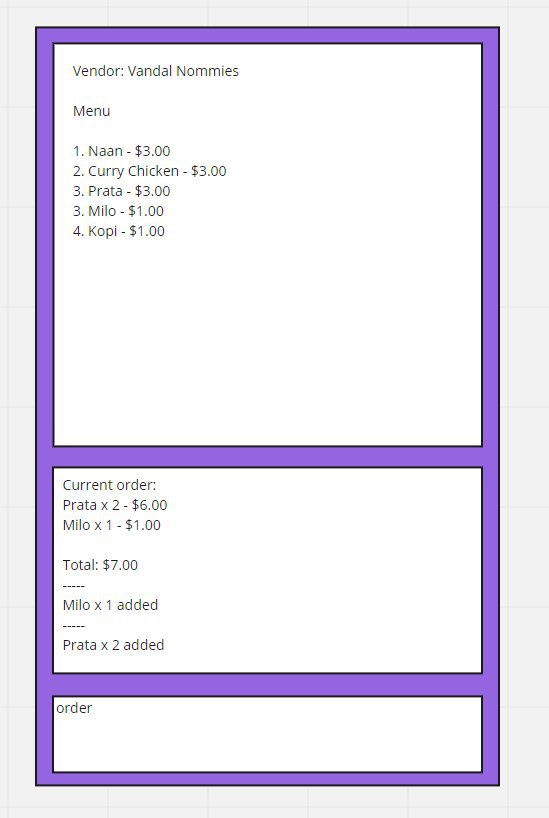 Vendor: Vandal Nommies
Menu
1. Naan - $3.00
2. Curry Chicken - $3.00
3. Prata - $3.00
3. Milo - $1.00
4. Kopi - $1.00
Current order:
Prata x 2 - $6.00
Milo x 1 - $1.00
Total: $7.00
-----
Milo x 1 added
-----
Prata x 2 added
order